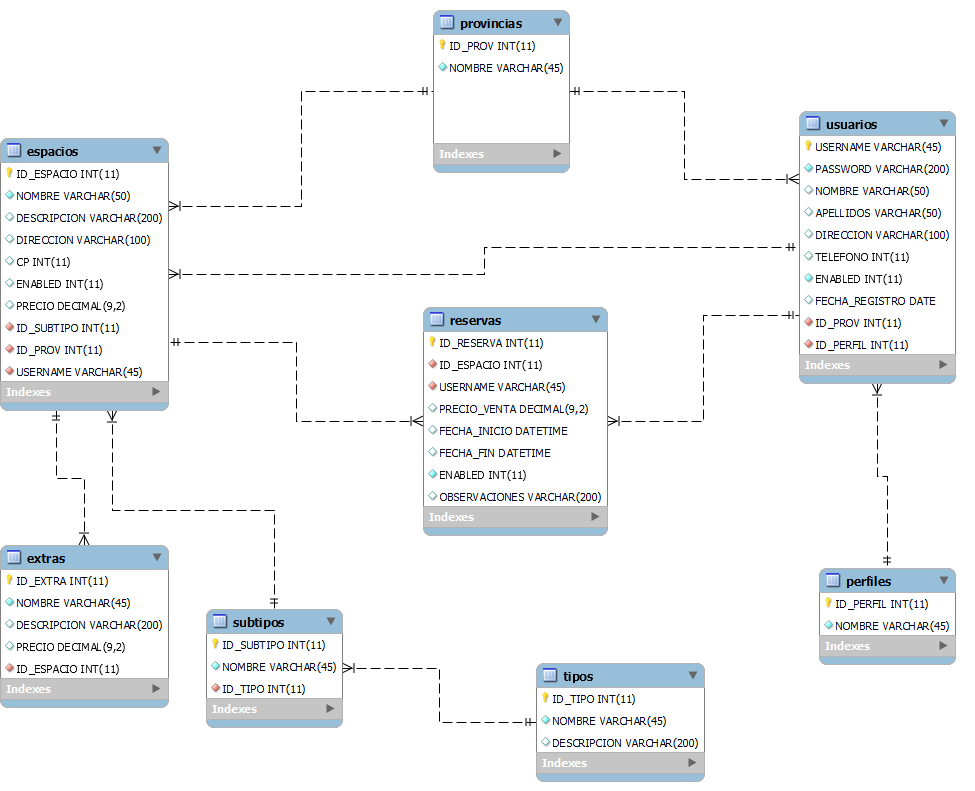 provincias
ID_PROV INT(11)
NOMBRE VARCHAR(45)
Indexes
espacios
ID_ESPACIO INT(11)
NOMBRE VARCHAR(50)
DESCRIPCION VARCHAR(200)
DIRECCION VARCHAR(100)
CP INT(11)
ENABLED INT(11)
PRECIO DECIMAL(9,2)
ID_SUBTIPO INT(11)
ID_PROV INT(11)
USERNAME VARCHAR(45)
Indexes
usuarios
USERNAME VARCHAR(45)
PASSWORD VARCHAR(200)
NOMBRE VARCHAR(50)
APELLIDOS VARCHAR(50)
DIRECCION VARCHAR(100)
TELEFONO INT(11)
ENABLED INT(11)
FECHA_REGISTRO DATE
ID_PROV INT(11)
ID_PERFIL INT(11)
Indexes
reservas
ID_RESERVA INT(11)
ID_ESPACIO INT(11)
USERNAME VARCHAR(45)
PRECIO_VENTA DECIMAL(9,2)
FECHA_INICIO DATETIME
FECHA_FIN DATETIME
ENABLED INT(11)
OBSERVACIONES VARCHAR(200)
Indexes
extras
ID_EXTRA INT(11)
NOMBRE VARCHAR(45)
DESCRIPCION VARCHAR(200)
PRECIO DECIMAL(9,2)
ID_ESPACIO INT(11)
Indexes
subtipos
ID_SUBTIPO INT(11)
NOMBRE VARCHAR(45)
ID_TIPO INT(11)
Indexes
tipos
ID_TIPO INT(11)
NOMBRE VARCHAR(45)
DESCRIPCION VARCHAR(200)
Indexes
perfiles
ID_PERFIL INT(11)
NOMBRE VARCHAR(45)
Indexes